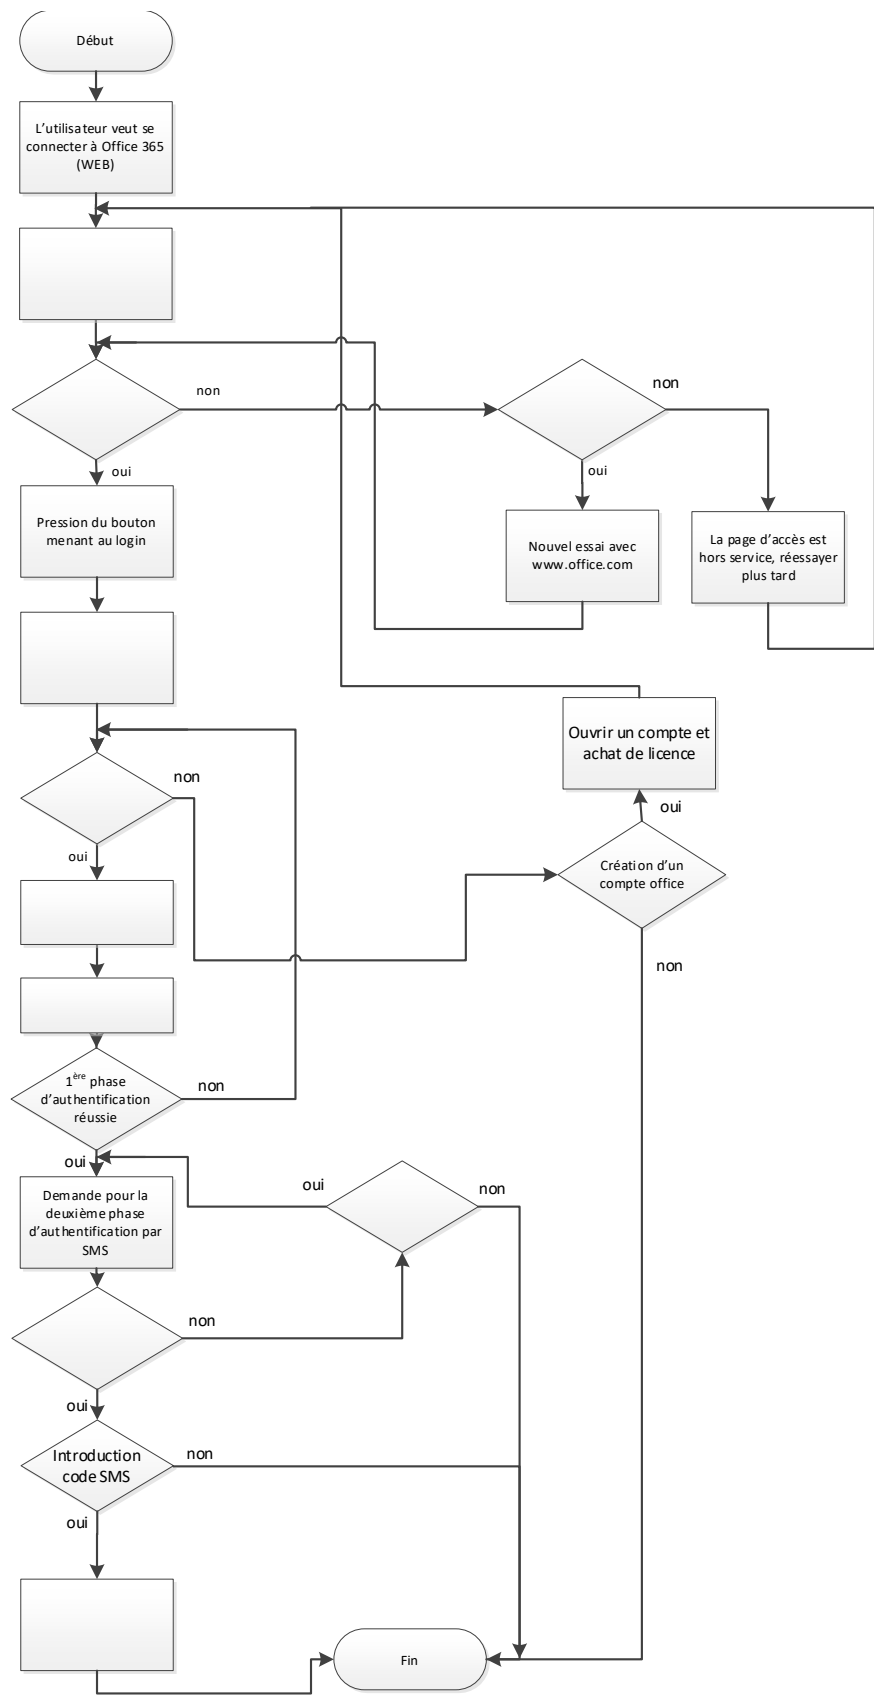 Début
L'utilisateur veut se
connecter à Office 365
(WEB)
non
non
oui
oui
Pression du bouton
menant au login
Nouvel essai avec
www.office.com
La page d'accès est
hors service, réessayer
plus tard
Ouvrir un compte et
achat de licence
non
oui
oui
Création d'un
compte office
non
1ère phase
d'authentification
réussie
non
oui
Demande pour la
deuxième phase
d'authentification par
SMS
oui
non
non
oui
Introduction
code SMS
non
oui
Fin